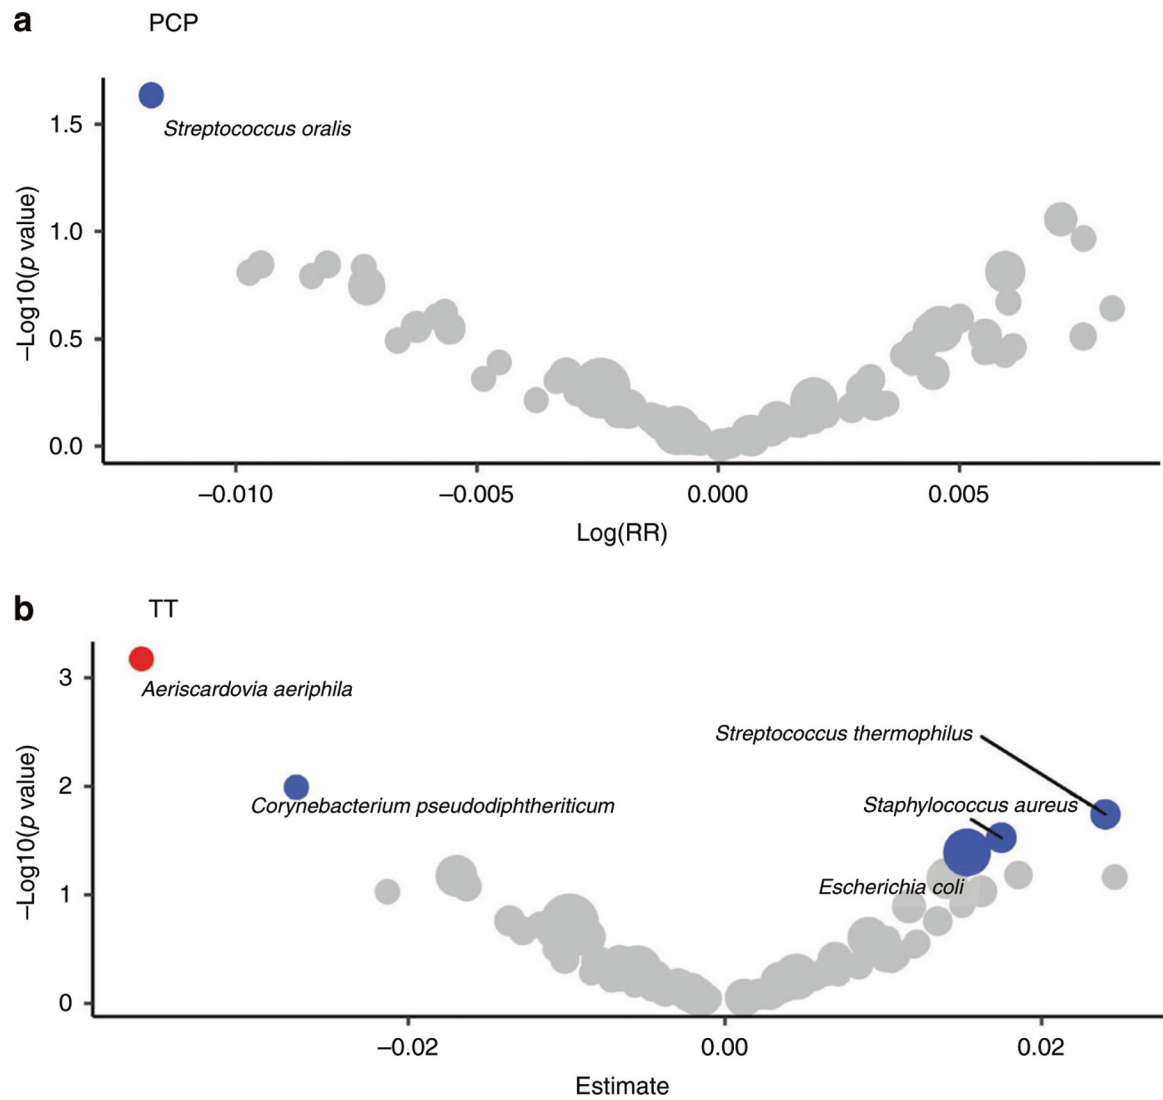 a PCP
1.5
Streptococcus oralis
1.0
0.5
0.0
–Log10(p value)
–0.010 –0.005 0.000 0.005
Log(RR)
b TT
3
Aeriscardovia aeriphila
Streptococcus thermophilus
2
Corynebacterium pseudodiphtheriticum
Staphylococcus aureus
1
Escherichia coli
0
–Log10(p value)
–0.02 0.00 0.02
Estimate